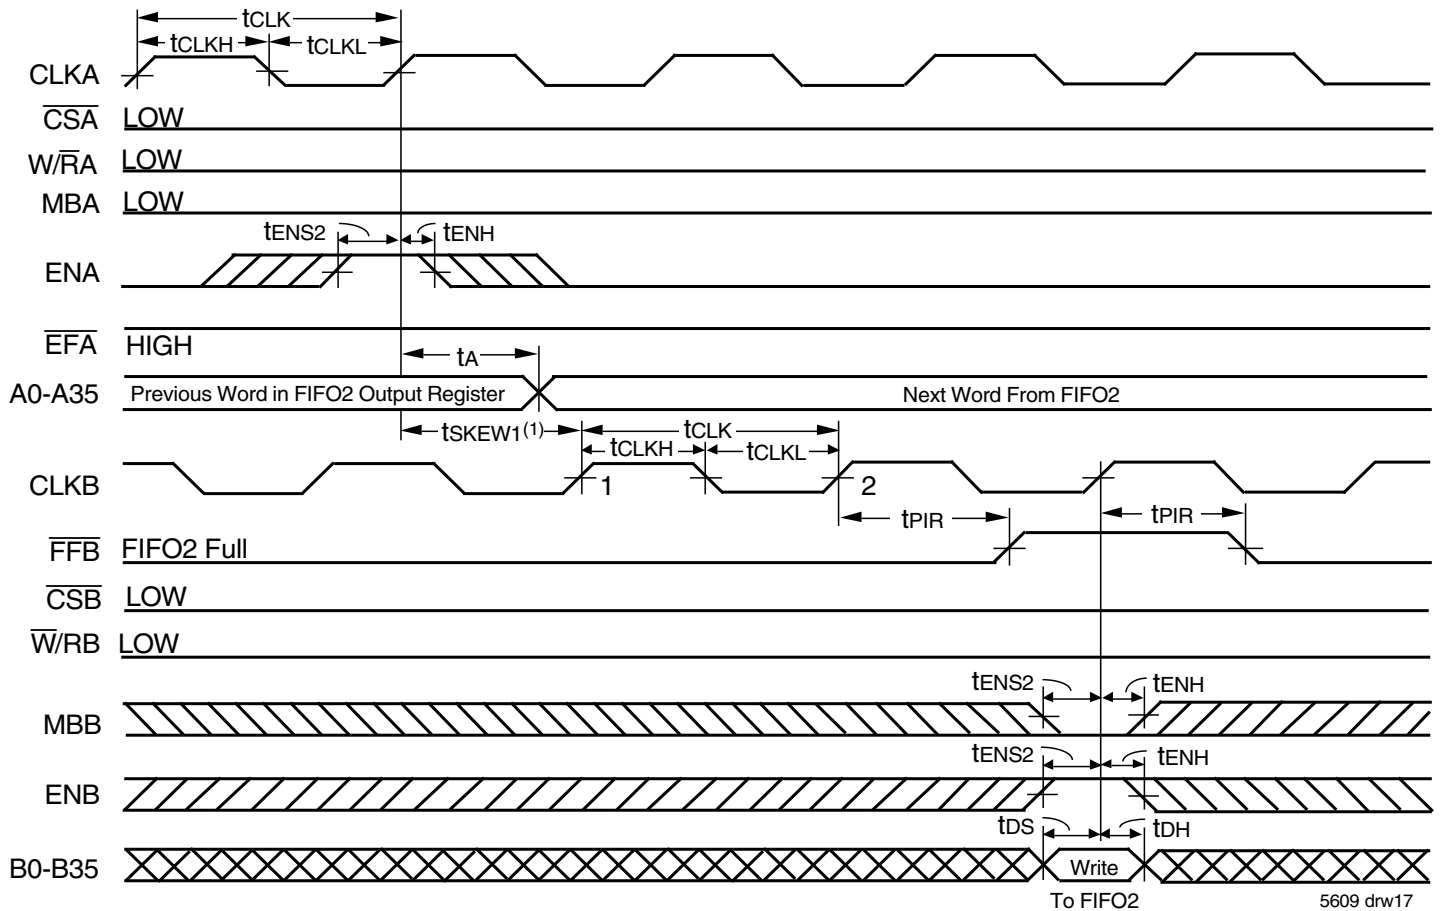 tCLK
tCLKH tCLKL
CLKA
CSA LOW
W/RA LOW
MBA LOW
tENS2 tENH
ENA
EFA HIGH
tA
A0-A35 Previous Word in FIFO2 Output Register Next Word From FIFO2
tSKEW1(1) tCLK
tCLKH tCLKL
CLKB 1 2
tPIR tPIR
FFB FIFO2 Full
CSB LOW
W/RB LOW
tENS2 tENH
MBB
tENS2 tENH
ENB
tDS tDH
B0-B35 Write
To FIFO2 5609 drw17